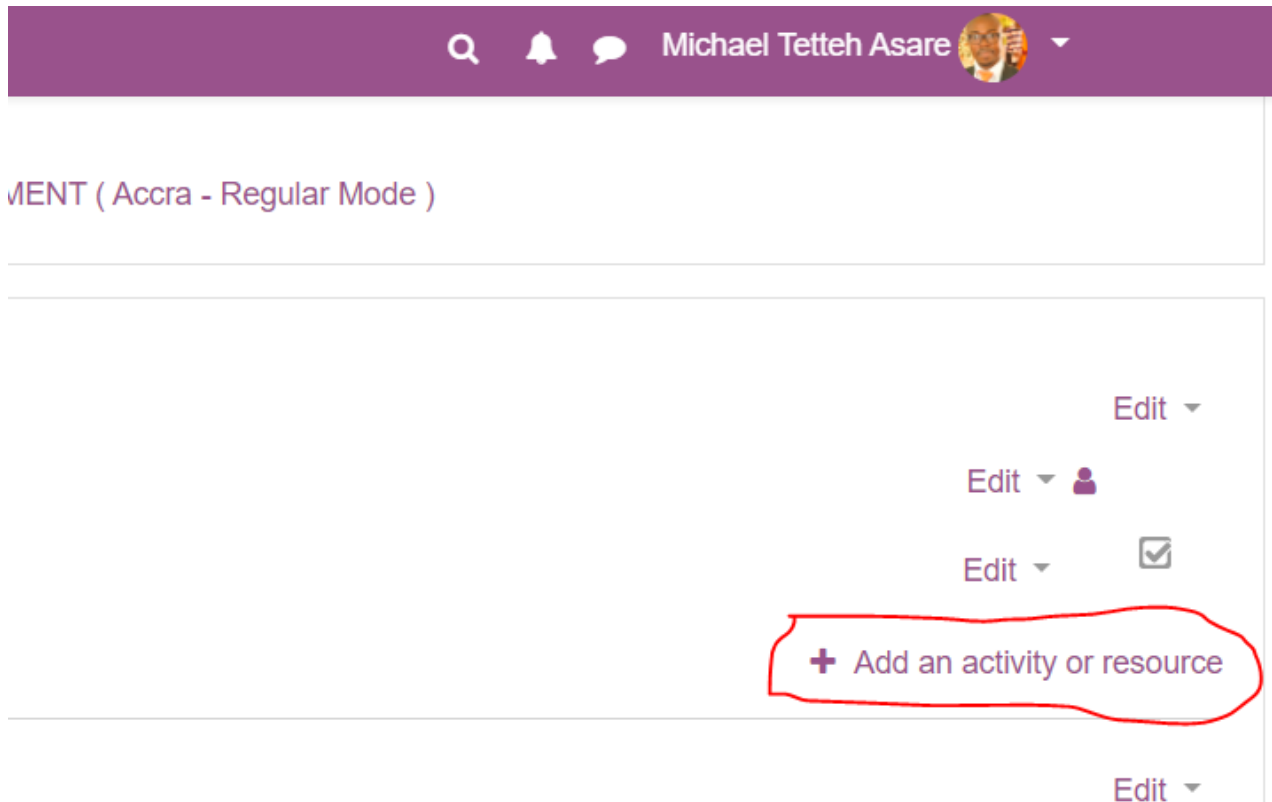 Michael Tetteh Asare
MENT ( Accra - Regular Mode )
Edit
Edit
Edit
Add an activity or resource
Edit